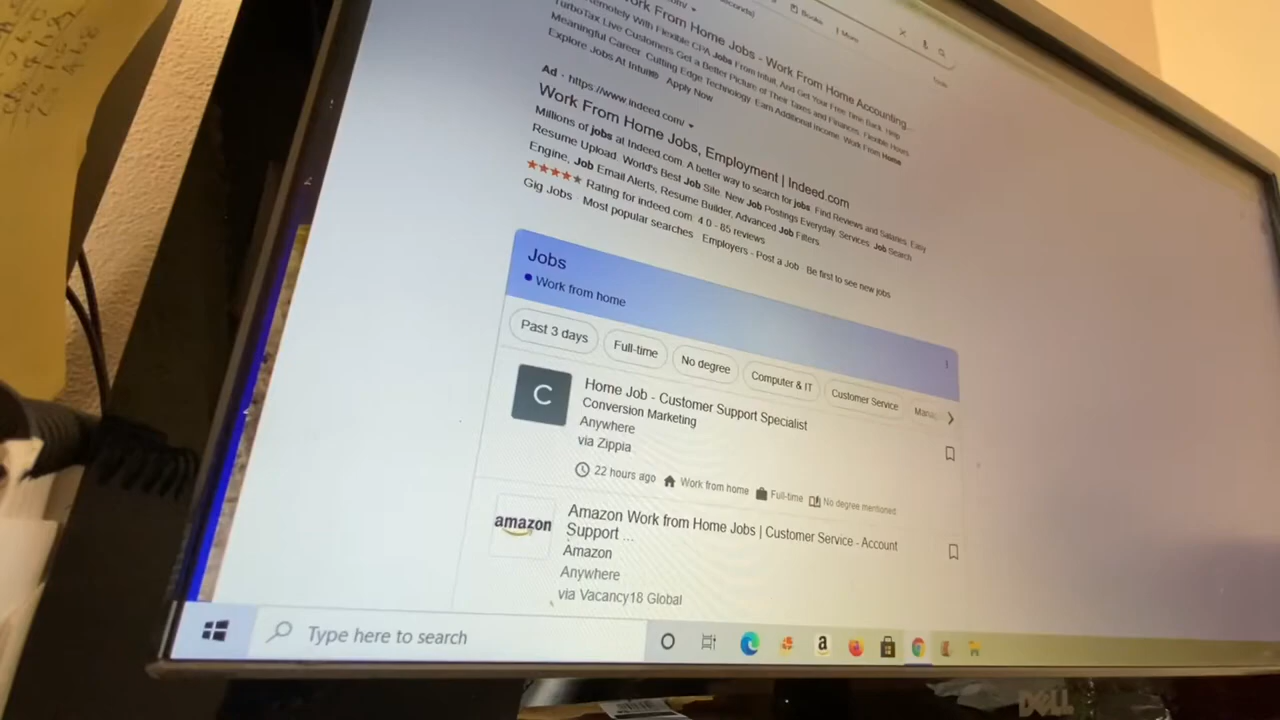 Books
1 More
Tools
Work From Home Jobs - Work From Home Accounting...
Remotely With Flexible CPA Jobs From Intuit, And Get Your Free Time Back. Help
TurboTax Live Customers Get a Better Picture of Their Taxes and Finances. Flexible Hours
Meaningful Career. Cutting Edge Technology. Earn Additional Income. Work From Home
Explore Jobs At Intuit® Apply Now
Ad · https://www.indeed.com/
Work From Home Jobs, Employment | Indeed.com
Millions of jobs at Indeed.com. A better way to search for jobs. Find Reviews and Salaries. Easy
Resume Upload. World's Best Job Site. New Job Postings Everyday. Services: Job Search
Engine, Job Email Alerts, Resume Builder, Advanced Job Filters
Rating for indeed.com: 4.0 - 85 reviews
Gig Jobs · Most popular searches · Employers - Post a Job · Be first to see new jobs
Jobs
Work from home
Past 3 days
Full-time
No degree
Computer & IT
Customer Service
C
Home Job - Customer Support Specialist
Conversion Marketing
Anywhere
via Zippia
22 hours ago Work from home Full-time No degree mentioned
amazon
Amazon Work from Home Jobs | Customer Service - Account
Support ...
Amazon
Anywhere
via Vacancy18 Global
Type here to search
a
DELL